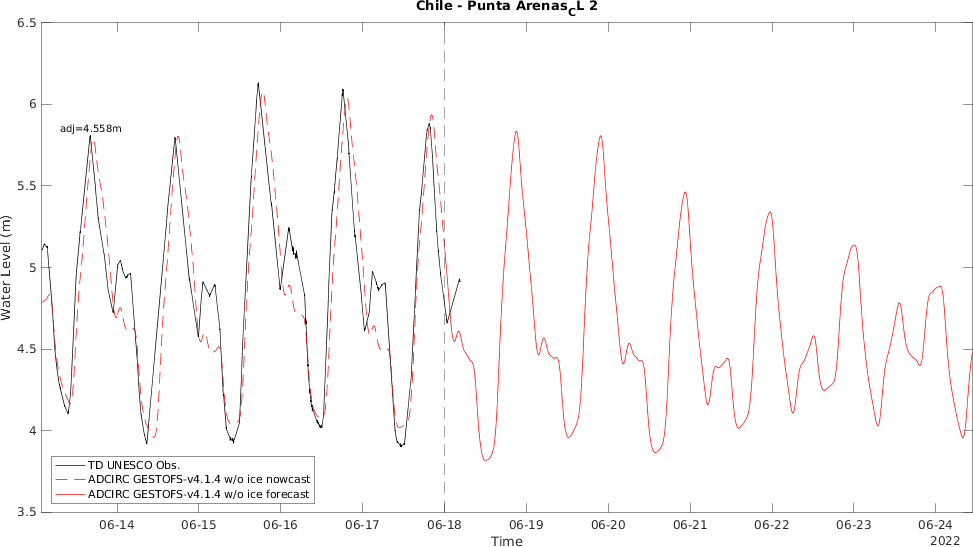 Chile - Punta Arenas_CL 2
6.5
6
5.5
5
4.5
4
3.5
Water Level (m)
adj=4.558m
TD UNESCO Obs.
ADCIRC GESTOFS-v4.1.4 w/o ice nowcast
ADCIRC GESTOFS-v4.1.4 w/o ice forecast
06-14 06-15 06-16 06-17 06-18 06-19 06-20 06-21 06-22 06-23 06-24
Time
2022